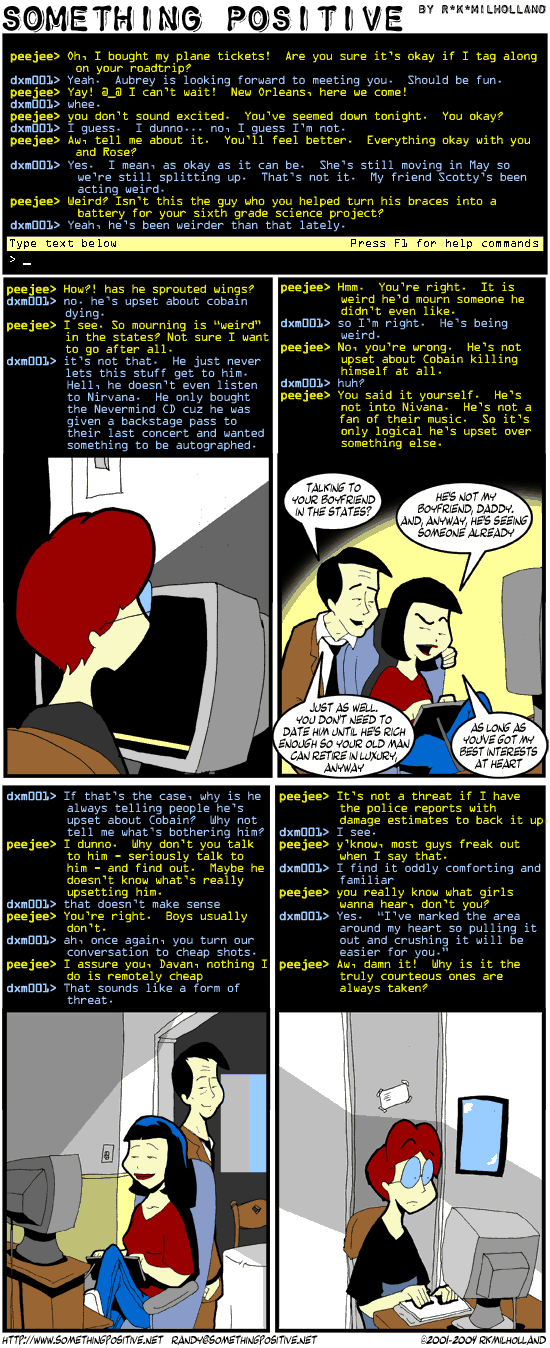 SOMETHING POSITIVE BY R*K*MILHOLLAND
peejee> Oh, I bought my plane tickets! Are you sure it's okay if I tag along
on your roadtrip?
dxm001> Yeah. Aubrey is looking forward to meeting you. Should be fun.
peejee> Yay! @_@ I can't wait! New Orleans, here we come!
dxm001> whee.
peejee> you don't sound excited. You've seemed down tonight. You okay?
dxm001> I guess. I dunno... no, I guess I'm not.
peejee> Aw, tell me about it. You'll feel better. Everything okay with you
and Rose?
dxm001> Yes. I mean, as okay as it can be. She's still moving in May so
we're still splitting up. That's not it. My friend Scotty's been
acting weird.
peejee> Weird? Isn't this the guy who you helped turn his braces into a
battery for your sixth grade science project?
dxm001> Yeah, he's been weirder than that lately.
Type text below Press F1 for help commands
> _
peejee> How?! has he sprouted wings?
dxm001> no. he's upset about cobain
dying.
peejee> I see. So mourning is "weird"
in the states? Not sure I want
to go after all.
dxm001> it's not that. He just never
lets this stuff get to him.
Hell, he doesn't even listen
to Nirvana. He only bought
the Nevermind CD cuz he was
given a backstage pass to
their last concert and wanted
something to be autographed.
peejee> Hmm. You're right. It is
weird he'd mourn someone he
didn't even like.
dxm001> so I'm right. He's being
weird.
peejee> No, you're wrong. He's not
upset about Cobain killing
himself at all.
dxm001> huh?
peejee> You said it yourself. He's
not into Nivana. He's not a
fan of their music. So it's
only logical he's upset over
something else.
TALKING TO
YOUR BOYFRIEND
IN THE STATES?
HE'S NOT MY
BOYFRIEND, DADDY.
AND, ANYWAY, HE'S SEEING
SOMEONE ALREADY
JUST AS WELL.
YOU DON'T NEED TO
DATE HIM UNTIL HE'S RICH
ENOUGH SO YOUR OLD MAN
CAN RETIRE IN LUXURY,
ANYWAY
AS LONG AS
YOU'VE GOT MY
BEST INTERESTS
AT HEART
dxm001> If that's the case, why is he
always telling people he's
upset about Cobain? Why not
tell me what's bothering him?
peejee> I dunno. Why don't you talk
to him - seriously talk to
him - and find out. Maybe he
doesn't know what's really
upsetting him.
dxm001> that doesn't make sense
peejee> You're right. Boys usually
don't.
dxm001> ah, once again, you turn our
conversation to cheap shots.
peejee> I assure you, Davan, nothing I
do is remotely cheap
dxm001> That sounds like a form of
threat.
peejee> It's not a threat if I have
the police reports with
damage estimates to back it up
dxm001> I see.
peejee> y'know, most guys freak out
when I say that.
dxm001> I find it oddly comforting and
familiar
peejee> you really know what girls
wanna hear, don't you?
dxm001> Yes. "I've marked the area
around my heart so pulling it
out and crushing it will be
easier for you."
peejee> Aw, damn it! Why is it the
truly courteous ones are
always taken?
HTTP://WWW.SOMETHINGPOSITIVE.NET RANDY@SOMETHINGPOSITIVE.NET ©2001-2004 RK MILHOLLAND